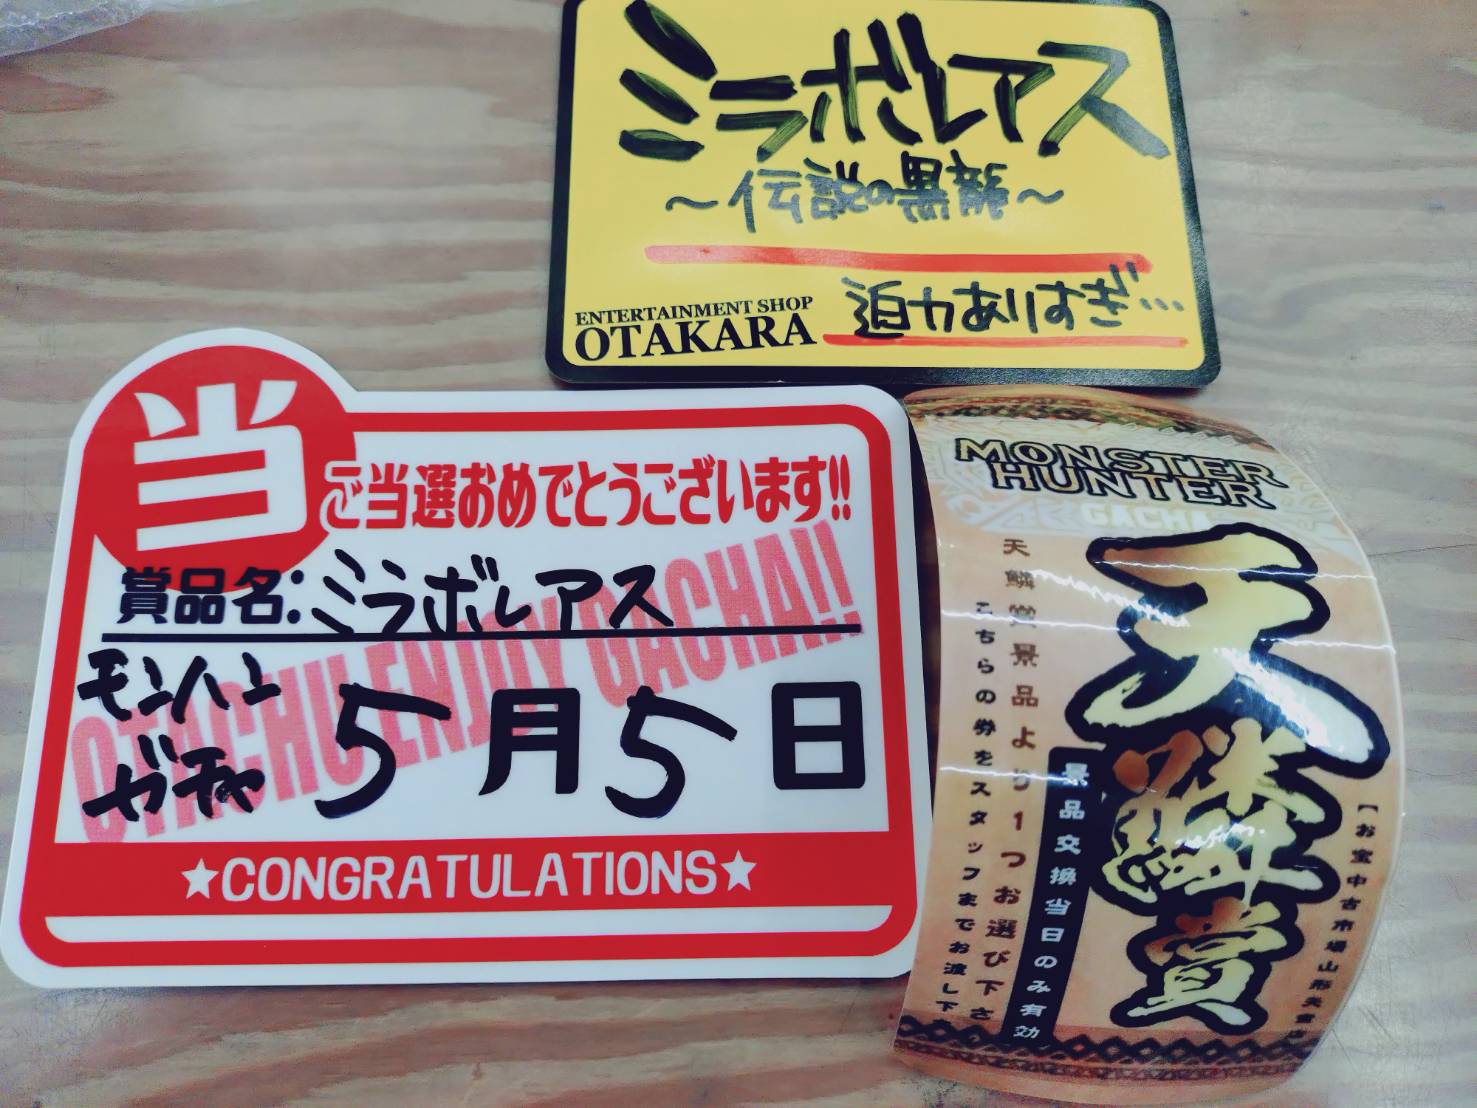 ミラボレアス
～伝説の黒龍～
迫力ありすぎ…
ENTERTAINMENT SHOP
OTAKARA
当
ご当選おめでとうございます!!
賞品名:ミラボレアス
OTACHU ENJOY GACHA!!
モンハン
ガチャ
5月5日
★CONGRATULATIONS★
MONSTER
HUNTER
GACHA
天鱗賞
天鱗賞景品より1つお選び下さ
こちらの券をスタッフまでお渡し下
景品交換当日のみ有効
【お宝中古市場山形天童店